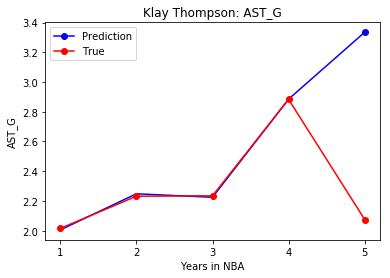 Klay Thompson: AST_G
Prediction
True
AST_G
3.4
3.2
3.0
2.8
2.6
2.4
2.2
2.0
1 2 3 4 5
Years in NBA